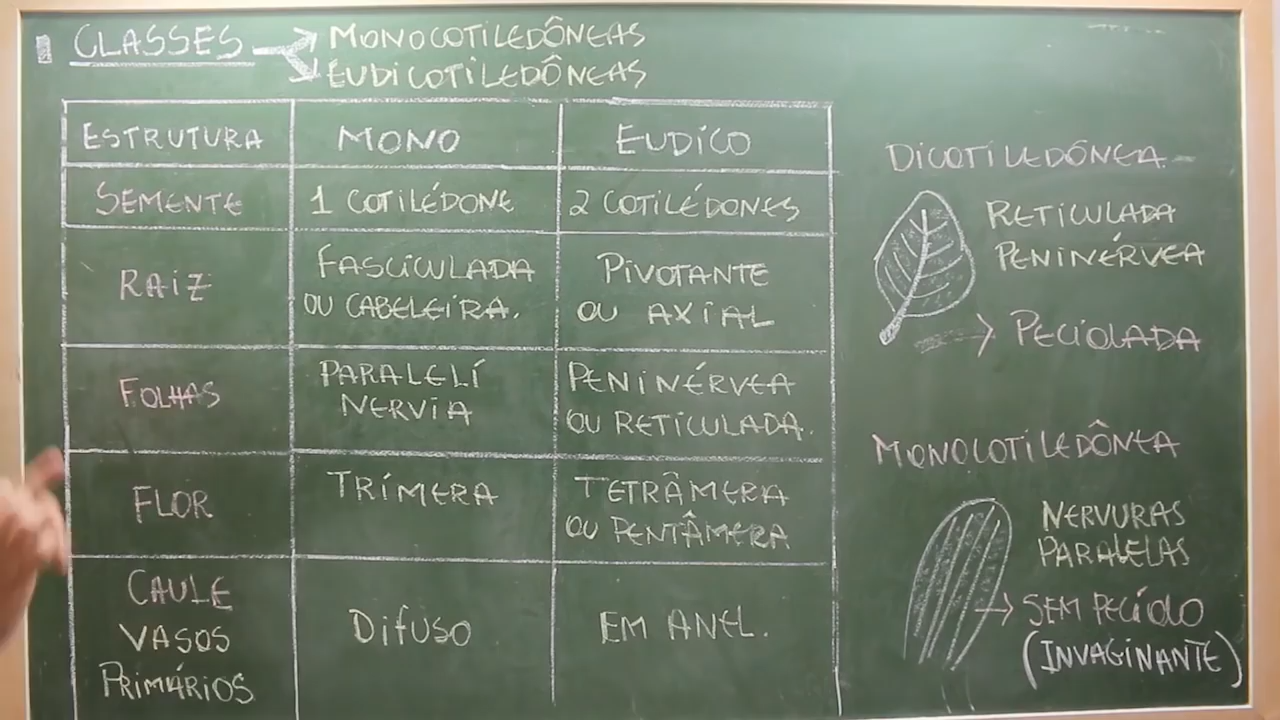 CLASSES → MONOCOTILEDÔNEAS
EUDICOTILEDÔNEAS
ESTRUTURA MONO EUDICO
SEMENTE 1 COTILÉDONE 2 COTILÉDONES
RAIZ FASCICULADA PIVOTANTE
OU CABELEIRA. OU AXIAL
FOLHAS PARALELÍ PENINÉRVEA
NERVIA OU RETICULADA.
FLOR TRÍMERA TETRÂMERA
OU PENTÂMERA
CAULE
VASOS DIFUSO EM ANEL.
PRIMÁRIOS
DICOTILEDÔNEA
RETICULADA
PENINÉRVEA
→ PECIOLADA
MONOCOTILEDÔNEA
NERVURAS
PARALELAS
→ SEM PECÍOLO
(INVAGINANTE)